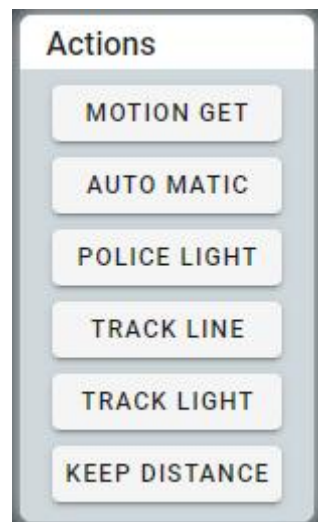 Actions
MOTION GET
AUTO MATIC
POLICE LIGHT
TRACK LINE
TRACK LIGHT
KEEP DISTANCE